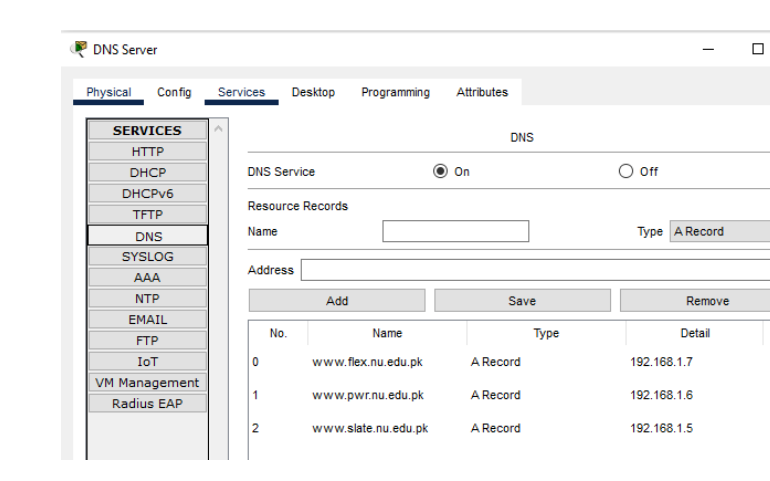 DNS Server
Physical Config Services Desktop Programming Attributes
SERVICES
HTTP
DHCP
DHCPv6
TFTP
DNS
SYSLOG
AAA
NTP
EMAIL
FTP
IoT
VM Management
Radius EAP
DNS
DNS Service On Off
Resource Records
Name Type A Record
Address
Add Save Remove
No. Name Type Detail
0 www.flex.nu.edu.pk A Record 192.168.1.7
1 www.pwr.nu.edu.pk A Record 192.168.1.6
2 www.slate.nu.edu.pk A Record 192.168.1.5